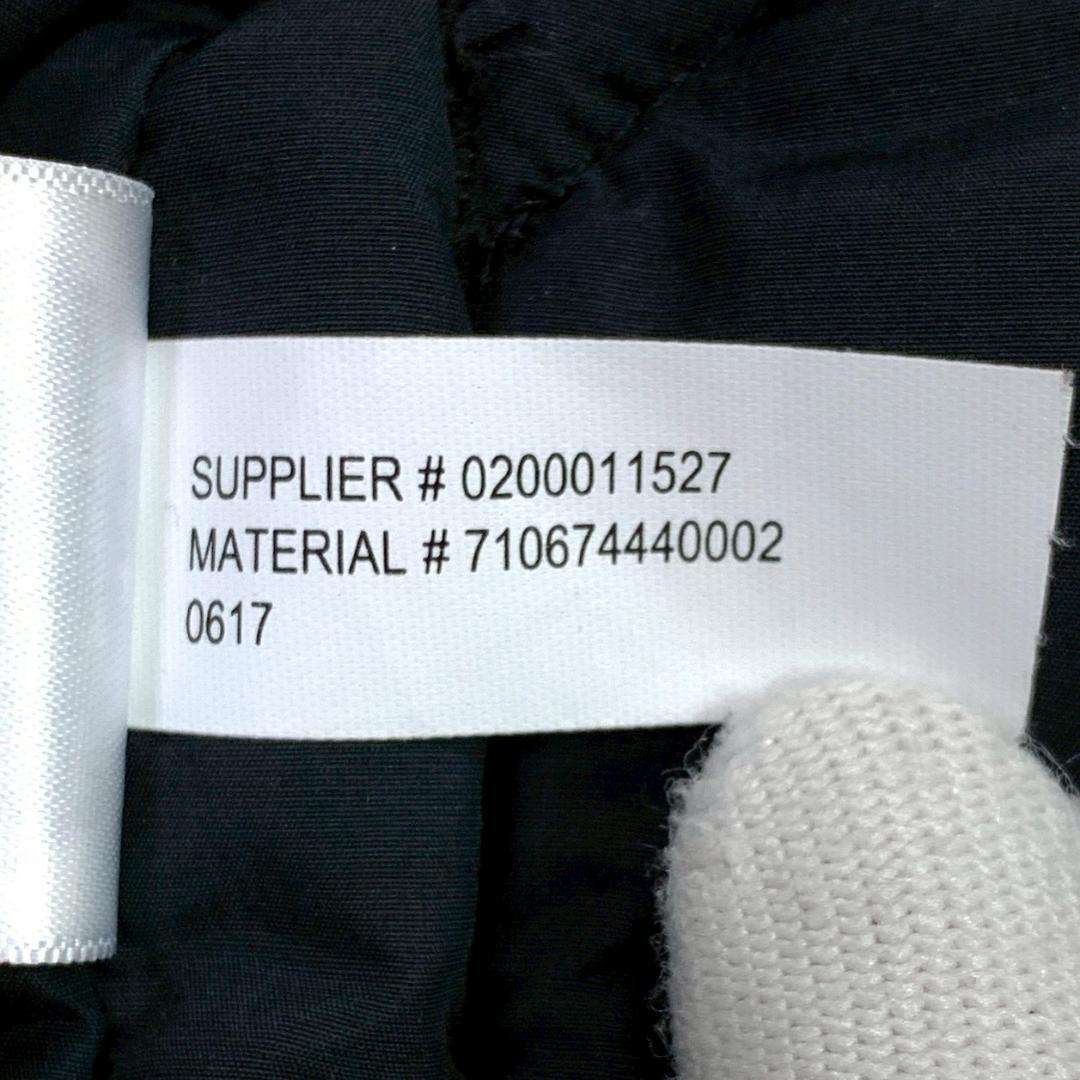 SUPPLIER # 0200011527
MATERIAL # 710674440002
0617